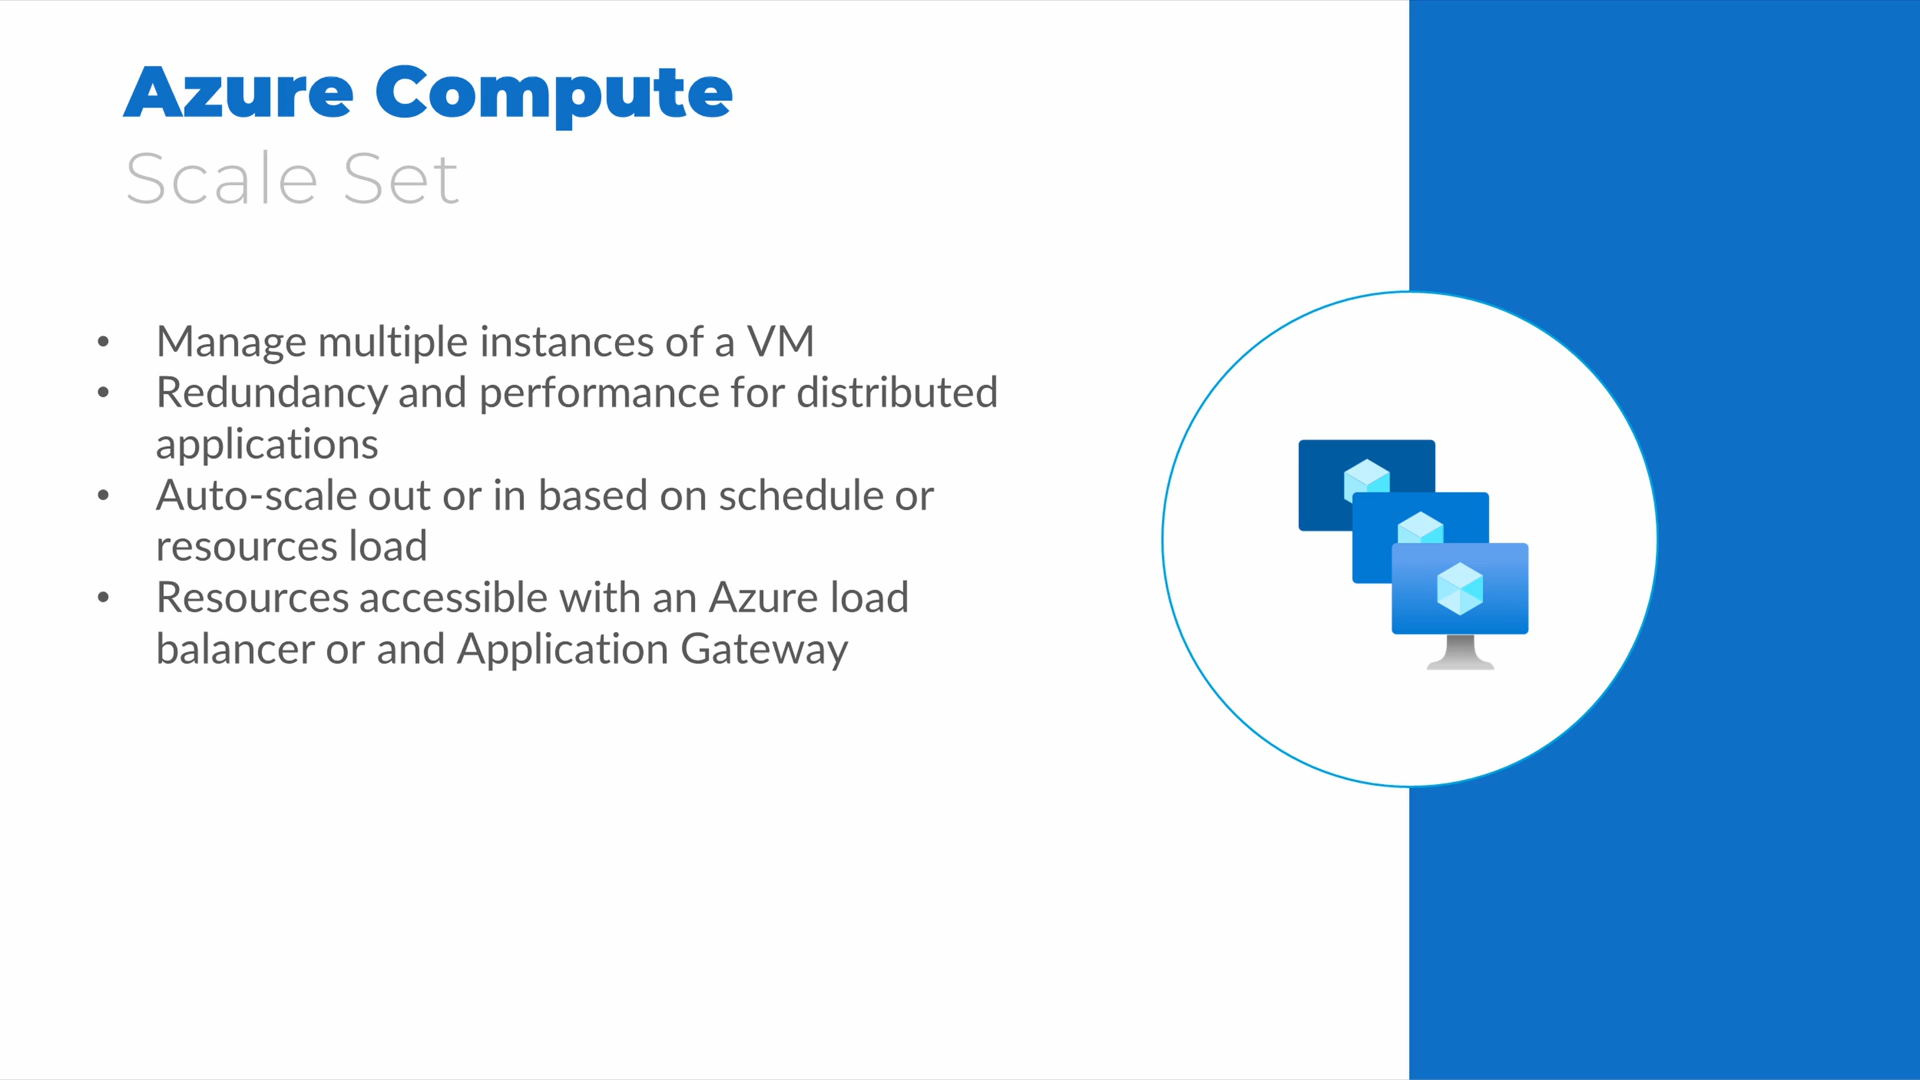 Azure Compute
Scale Set
• Manage multiple instances of a VM
• Redundancy and performance for distributed
applications
• Auto-scale out or in based on schedule or
resources load
• Resources accessible with an Azure load
balancer or and Application Gateway